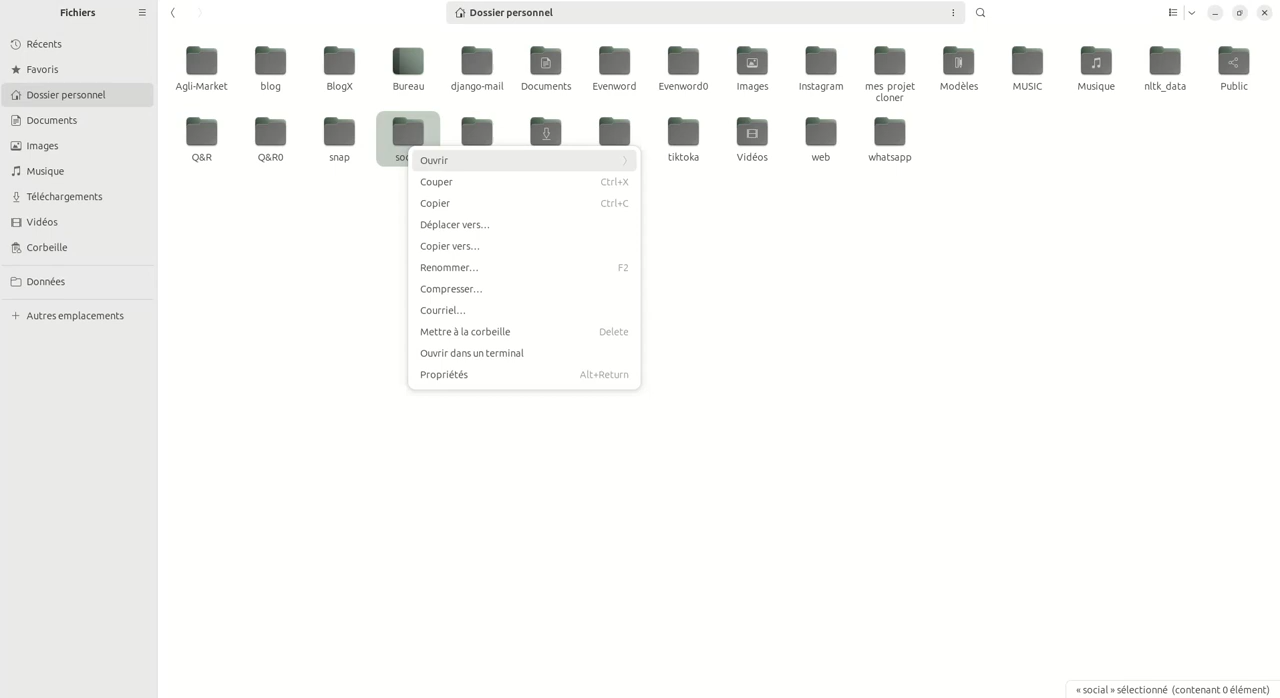 Fichiers
Dossier personnel
Récents
Favoris
Dossier personnel
Documents
Images
Musique
Téléchargements
Vidéos
Corbeille
Données
Autres emplacements
Agli-Market
blog
BlogX
Bureau
django-mail
Documents
Evenword
Evenword0
Images
Instagram
mes projet
cloner
Modèles
MUSIC
Musique
nltk_data
Public
Q&R
Q&R0
snap
tiktoka
Vidéos
web
whatsapp
Ouvrir
Couper Ctrl+X
Copier Ctrl+C
Déplacer vers…
Copier vers…
Renommer… F2
Compresser…
Courriel…
Mettre à la corbeille Delete
Ouvrir dans un terminal
Propriétés Alt+Return
« social » sélectionné (contenant 0 élément)